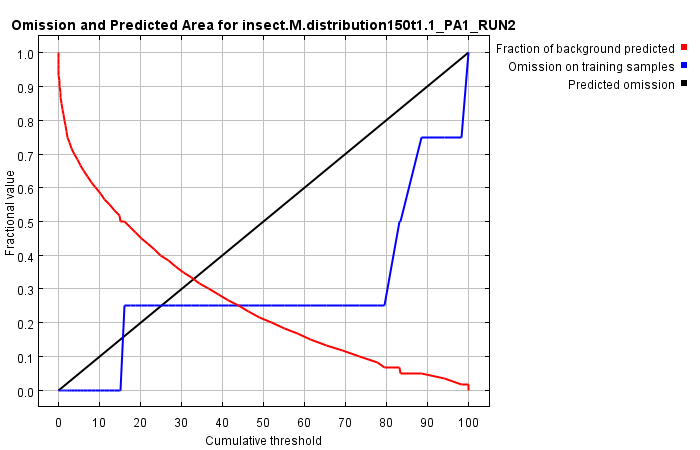 Omission and Predicted Area for insect.M.distribution150t1.1_PA1_RUN2
Fraction of background predicted
Omission on training samples
Predicted omission
Fractional value
1.0
0.9
0.8
0.7
0.6
0.5
0.4
0.3
0.2
0.1
0.0
0 10 20 30 40 50 60 70 80 90 100
Cumulative threshold